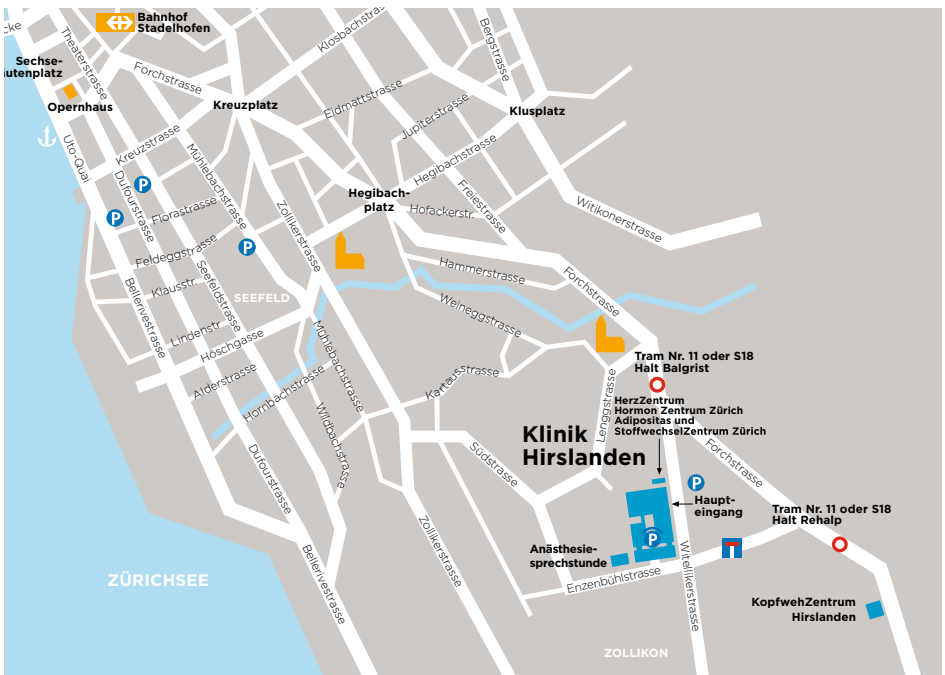 cke
Bahnhof
Stadelhofen
Theaterstrasse
Sechse-
äutenplatz
Opernhaus
Forchstrasse
Kreuzplatz
Klosbachstrasse
Bergstrasse
Eidmattstrasse
Jupiterstrasse
Klusplatz
Uto-Quai
Kreuzstrasse
Mühlebachstrasse
Hegibachstrasse
P
P
Dufourstrasse
Florastrasse
Zollikerstrasse
Hegibach-
platz
Hofackerstr.
Freiestrasse
Witikonerstrasse
Feldeggstrasse
P
Seefeldstrasse
Klausstr.
SEEFELD
Hammerstrasse
Forchstrasse
Bellerivestrasse
Weineggstrasse
Lindenstr.
Höschgasse
Mühlebachstrasse
Alderstrasse
Hornbachstrasse
Kartausstrasse
Wildbachstrasse
Tram Nr. 11 oder S18
Halt Balgrist
Lenggstrasse
HerzZentrum
Hormon Zentrum Zürich
Adipositas und
StoffwechselZentrum Zürich
Klinik
Hirslanden
Südstrasse
Forchstrasse
Dufourstrasse
P
Haupt-
eingang
Tram Nr. 11 oder S18
Halt Rehalp
P
Anästhesie-
sprechstunde
Zollikerstrasse
Bellerivestrasse
Enzenbühlstrasse
Witellikerstrasse
ZÜRICHSEE
KopfwehZentrum
Hirslanden
ZOLLIKON